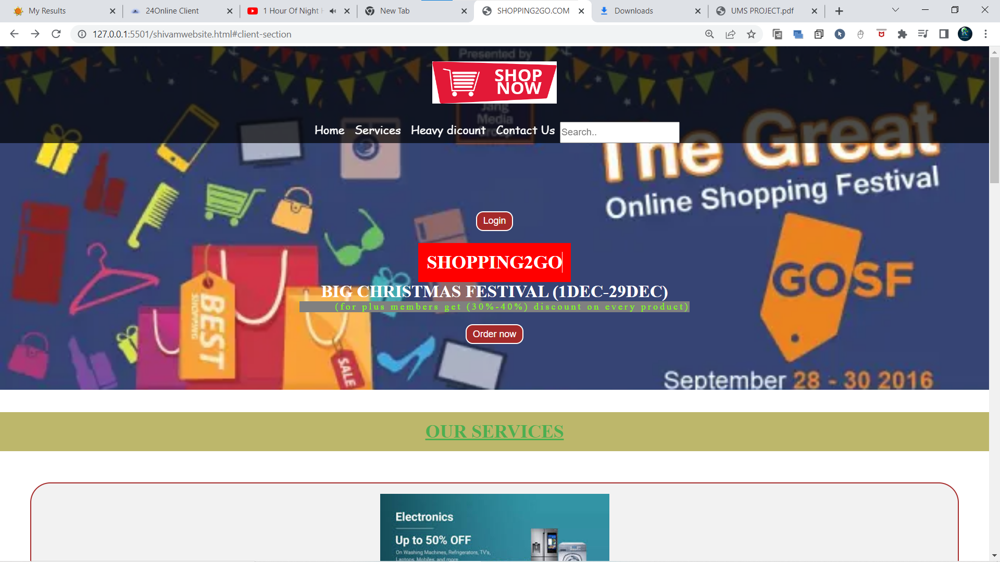 My Results
24Online Client
1 Hour Of Night
New Tab
SHOPPING2GO.COM
Downloads
UMS PROJECT.pdf
127.0.0.1:5501/shivamwebsite.html#client-section
Presented by
SHOP
NOW
Jang
Media
Group
Home
Services
Heavy dicount
Contact Us
Search..
The Great
Online Shopping Festival
Login
SHOPPING2GO
GOSF
BIG CHRISTMAS FESTIVAL (1DEC-29DEC)
(for plus members get (30%-40%) discount on every product)
BEST
SHOPPING
Order now
SALE
September 28 - 30 2016
OUR SERVICES
Electronics
Up to 50% OFF
On Washing Machines, Refrigerators, TV's,
Laptops, Mobiles, and more